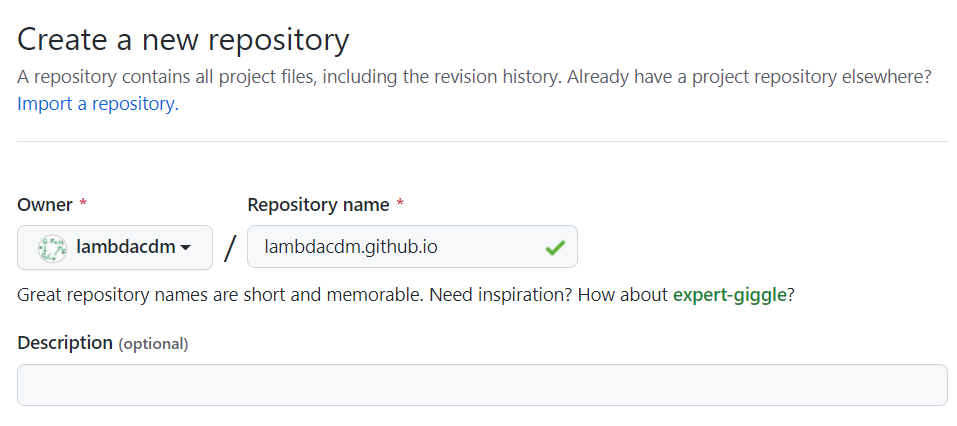 Create a new repository
A repository contains all project files, including the revision history. Already have a project repository elsewhere?
Import a repository.
Owner *
Repository name *
lambdacdm
/
lambdacdm.github.io
Great repository names are short and memorable. Need inspiration? How about expert-giggle?
Description (optional)